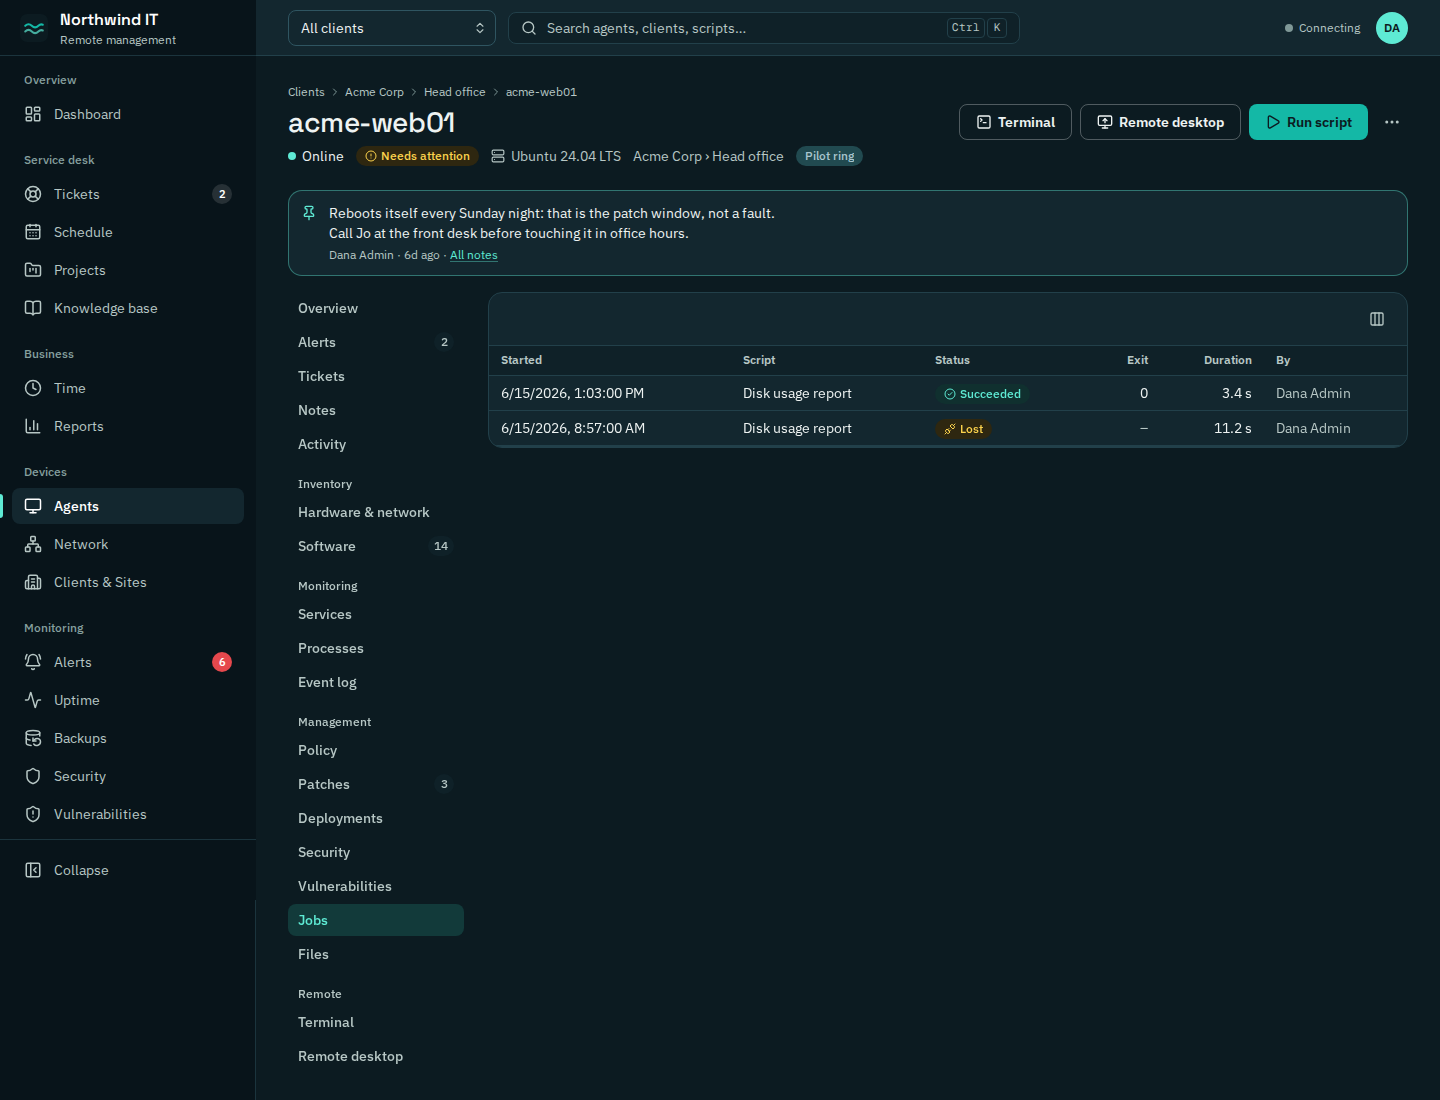 Northwind IT
Remote management
All clients
Search agents, clients, scripts...
Ctrl K
Connecting
DA
Overview
Dashboard
Service desk
Tickets 2
Schedule
Projects
Knowledge base
Business
Time
Reports
Devices
Agents
Network
Clients & Sites
Monitoring
Alerts 6
Uptime
Backups
Security
Vulnerabilities
Collapse
Clients > Acme Corp > Head office > acme-web01
acme-web01
Terminal
Remote desktop
Run script
Online
Needs attention
Ubuntu 24.04 LTS
Acme Corp › Head office
Pilot ring
Reboots itself every Sunday night: that is the patch window, not a fault.
Call Jo at the front desk before touching it in office hours.
Dana Admin · 6d ago · All notes
Overview
Alerts 2
Tickets
Notes
Activity
Inventory
Hardware & network
Software 14
Monitoring
Services
Processes
Event log
Management
Policy
Patches 3
Deployments
Security
Vulnerabilities
Jobs
Files
Remote
Terminal
Remote desktop
Started Script Status Exit Duration By
6/15/2026, 1:03:00 PM Disk usage report Succeeded 0 3.4 s Dana Admin
6/15/2026, 8:57:00 AM Disk usage report Lost – 11.2 s Dana Admin